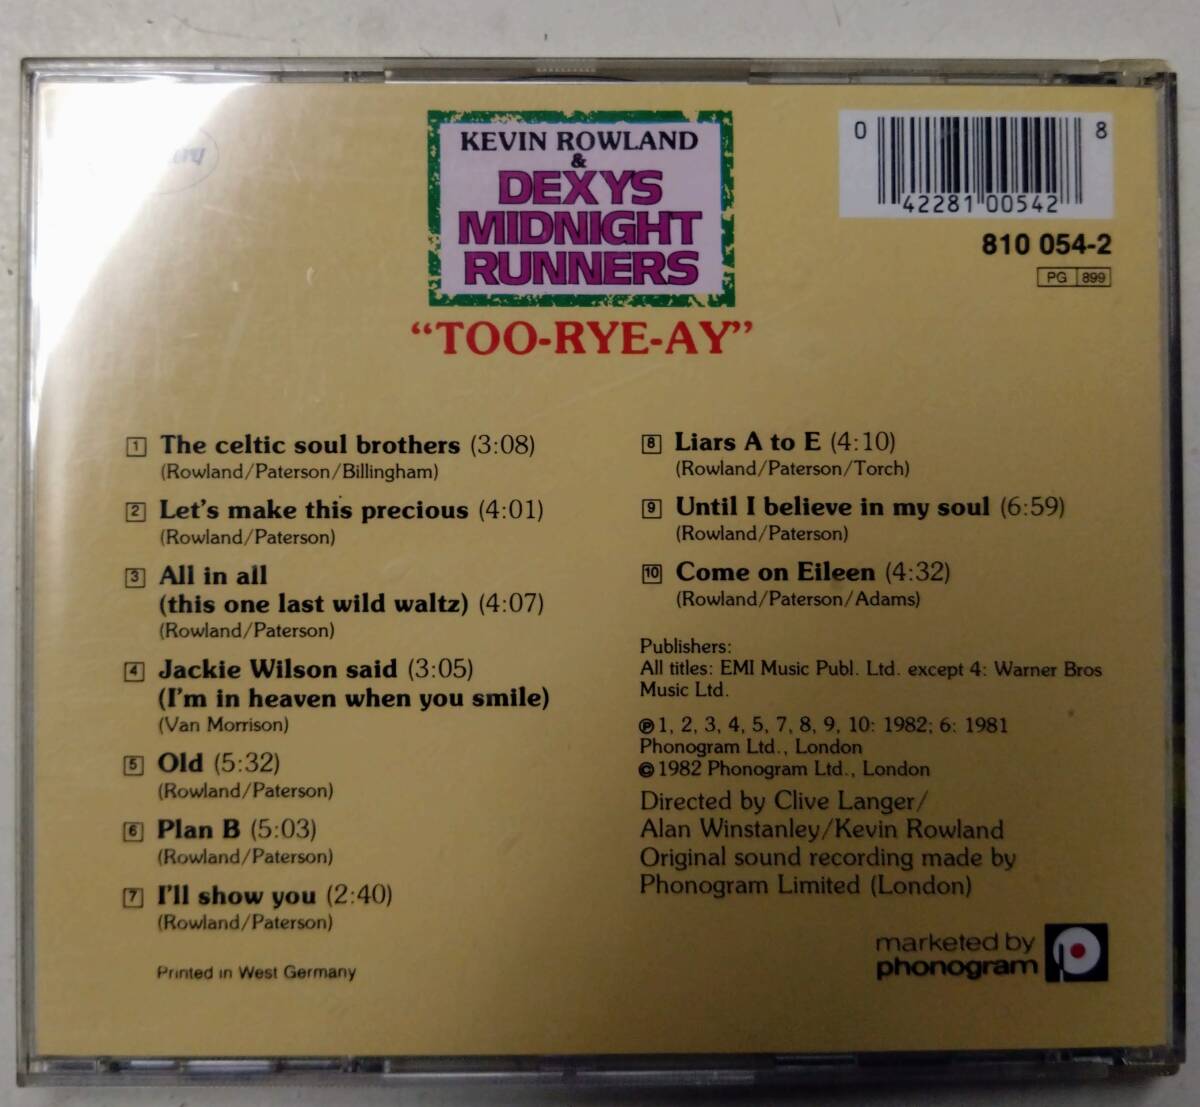 KEVIN ROWLAND
&
DEXYS
MIDNIGHT
RUNNERS
"TOO-RYE-AY"
0 42281 00542 8
810 054-2
PG 899
1 The celtic soul brothers (3:08)
(Rowland/Paterson/Billingham)
2 Let's make this precious (4:01)
(Rowland/Paterson)
3 All in all
(this one last wild waltz) (4:07)
(Rowland/Paterson)
4 Jackie Wilson said (3:05)
(I'm in heaven when you smile)
(Van Morrison)
5 Old (5:32)
(Rowland/Paterson)
6 Plan B (5:03)
(Rowland/Paterson)
7 I'll show you (2:40)
(Rowland/Paterson)
Printed in West Germany
8 Liars A to E (4:10)
(Rowland/Paterson/Torch)
9 Until I believe in my soul (6:59)
(Rowland/Paterson)
10 Come on Eileen (4:32)
(Rowland/Paterson/Adams)
Publishers:
All titles: EMI Music Publ. Ltd. except 4: Warner Bros
Music Ltd.
℗ 1, 2, 3, 4, 5, 7, 8, 9, 10: 1982; 6: 1981
Phonogram Ltd., London
© 1982 Phonogram Ltd., London
Directed by Clive Langer/
Alan Winstanley/Kevin Rowland
Original sound recording made by
Phonogram Limited (London)
marketed by
phonogram